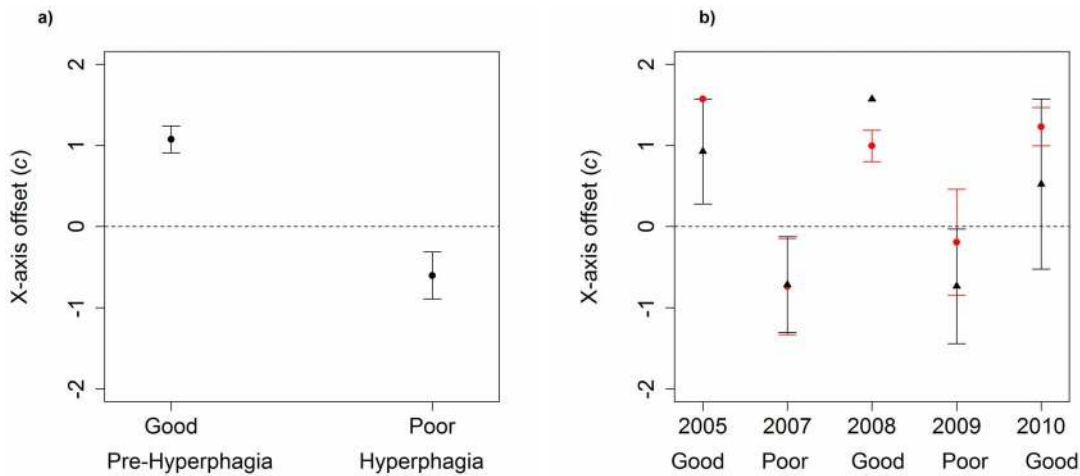 a)
X-axis offset (c)
2
1
0
-1
-2
Good Poor
Pre-Hyperphagia Hyperphagia
b)
X-axis offset (c)
2
1
0
-1
-2
2005 2007 2008 2009 2010
Good Poor Good Poor Good